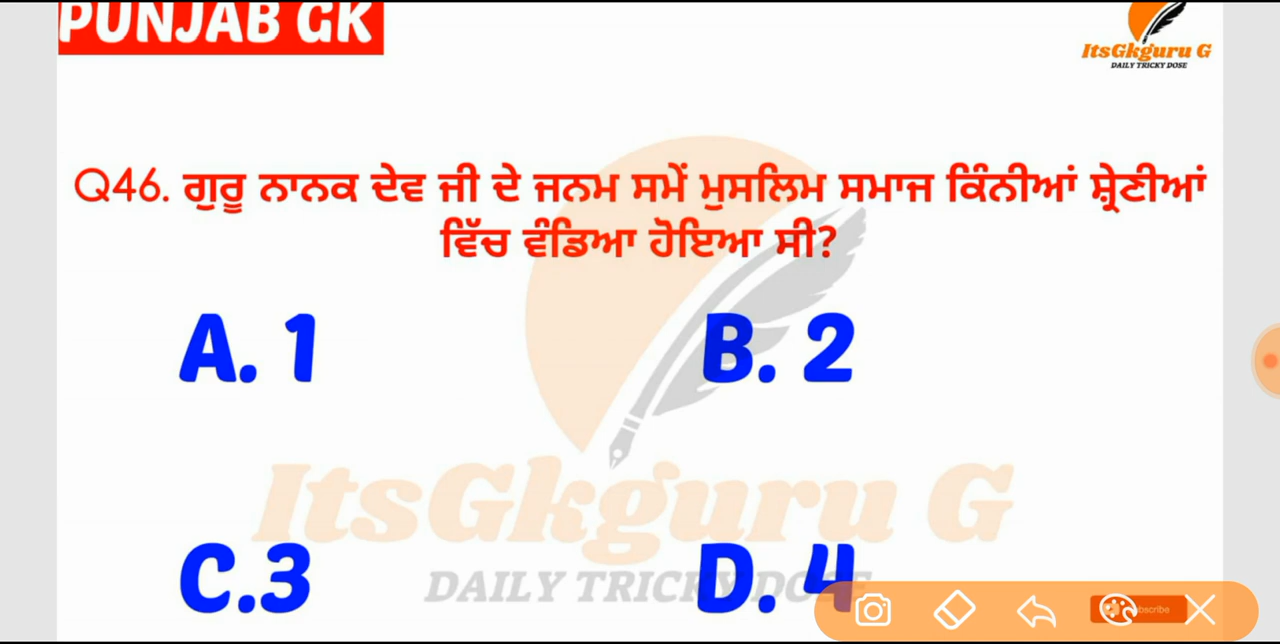 PUNJAB GK
ItsGkguru G
DAILY TRICKY DOSE
Q46. ਗੁਰੂ ਨਾਨਕ ਦੇਵ ਜੀ ਦੇ ਜਨਮ ਸਮੇਂ ਮੁਸਲਿਮ ਸਮਾਜ ਕਿੰਨੀਆਂ ਸ਼੍ਰੇਣੀਆਂ
ਵਿੱਚ ਵੰਡਿਆ ਹੋਇਆ ਸੀ?
A. 1
B. 2
ItsGkguru G
DAILY TRICKY DOSE
C.3
D. 4